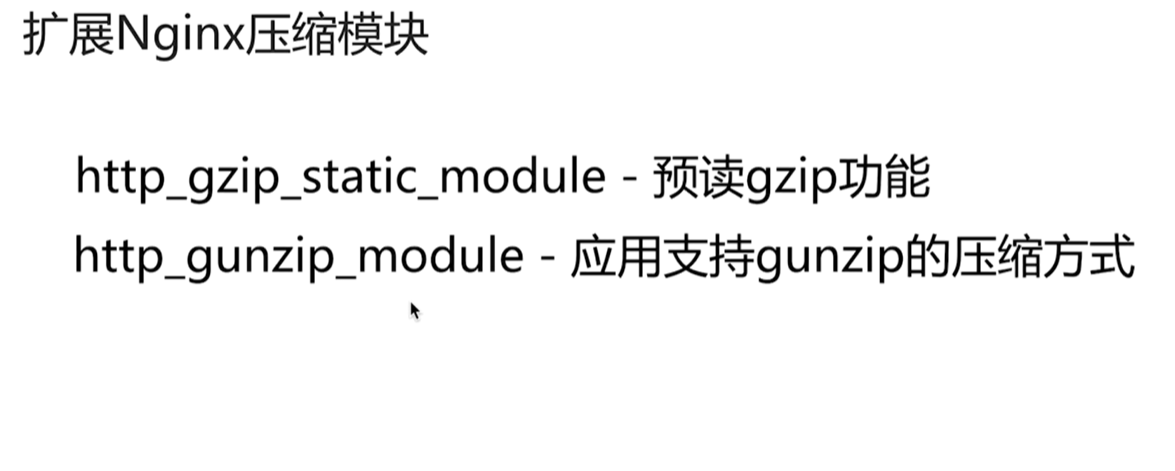 扩展Nginx压缩模块
http_gzip_static_module - 预读gzip功能
http_gunzip_module - 应用支持gunzip的压缩方式